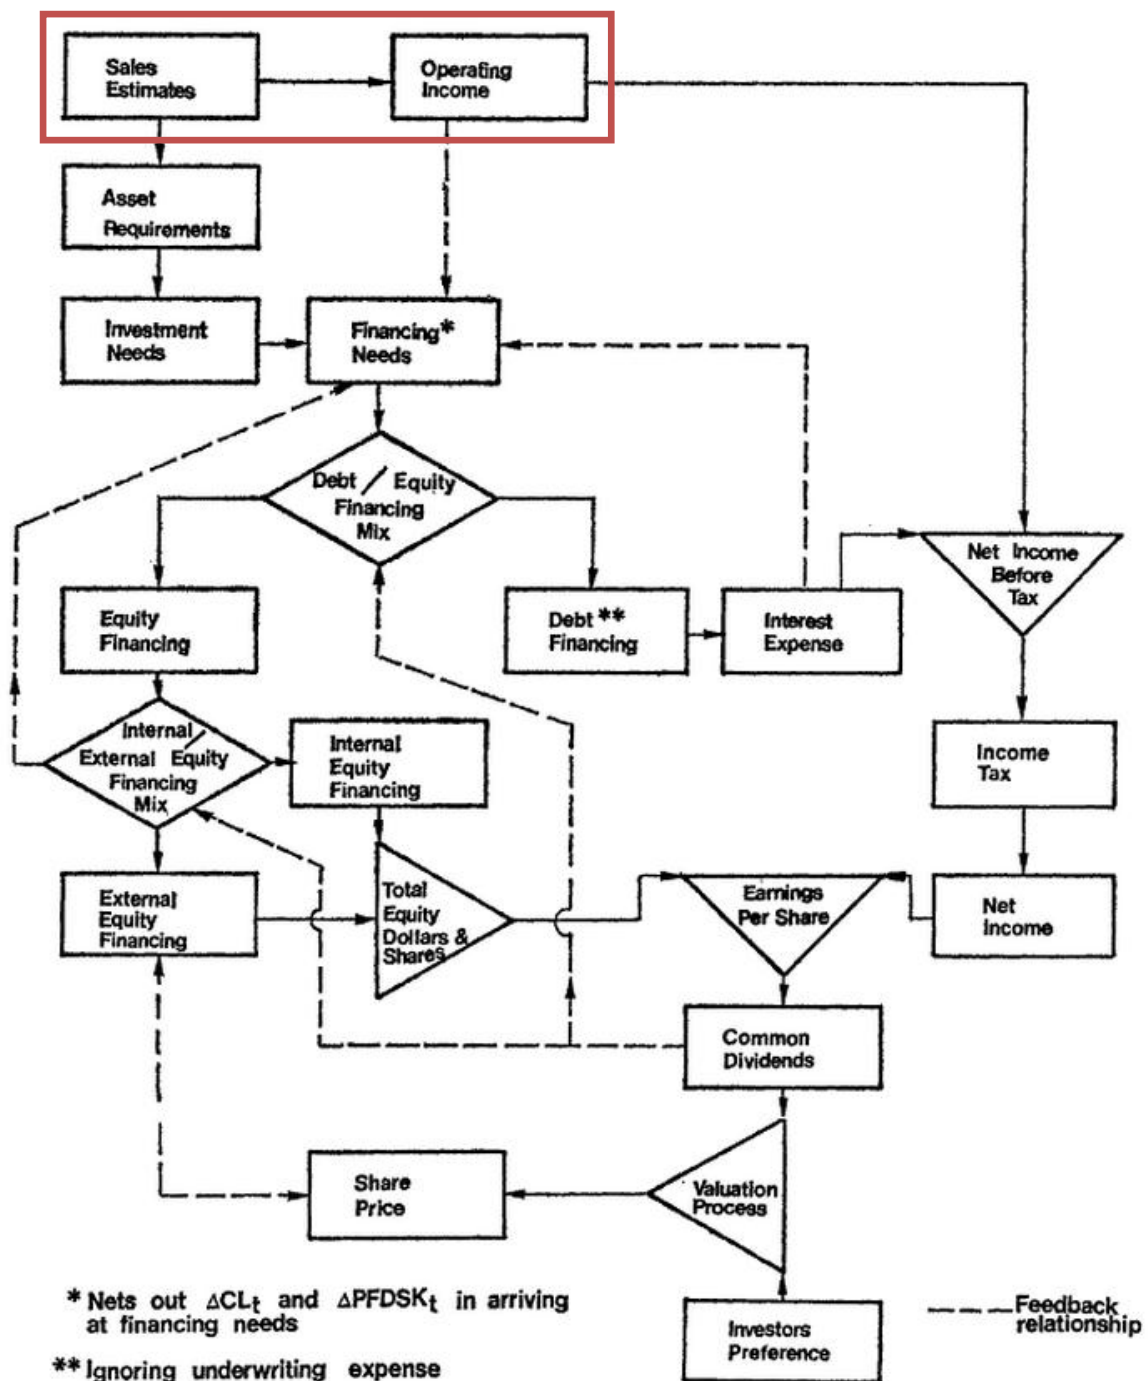 Sales
Estimates
Operating
Income
Asset
Requirements
Investment
Needs
Financing*
Needs
Debt / Equity
Financing
Mix
Net Income
Before
Tax
Equity
Financing
Debt **
Financing
Interest
Expense
Internal /
External Equity
Financing
Mix
Internal
Equity
Financing
Income
Tax
External
Equity
Financing
Total
Equity
Dollars &
Shares
Earnings
Per Share
Net
Income
Common
Dividends
Share
Price
Valuation
Process
Investors
Preference
* Nets out ΔCLt and ΔPFDSKt in arriving
at financing needs
** Ignoring underwriting expense
Feedback
relationship